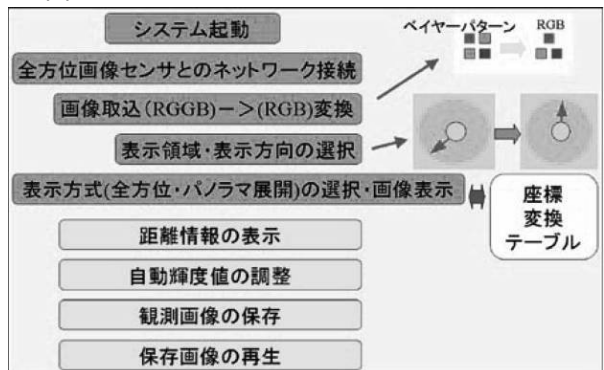 システム起動
ベイヤーパターン
RGB
全方位画像センサとのネットワーク接続
画像取込(RGGB)－＞(RGB)変換
表示領域・表示方向の選択
表示方式(全方位・パノラマ展開)の選択・画像表示
座標
変換
テーブル
距離情報の表示
自動輝度値の調整
観測画像の保存
保存画像の再生